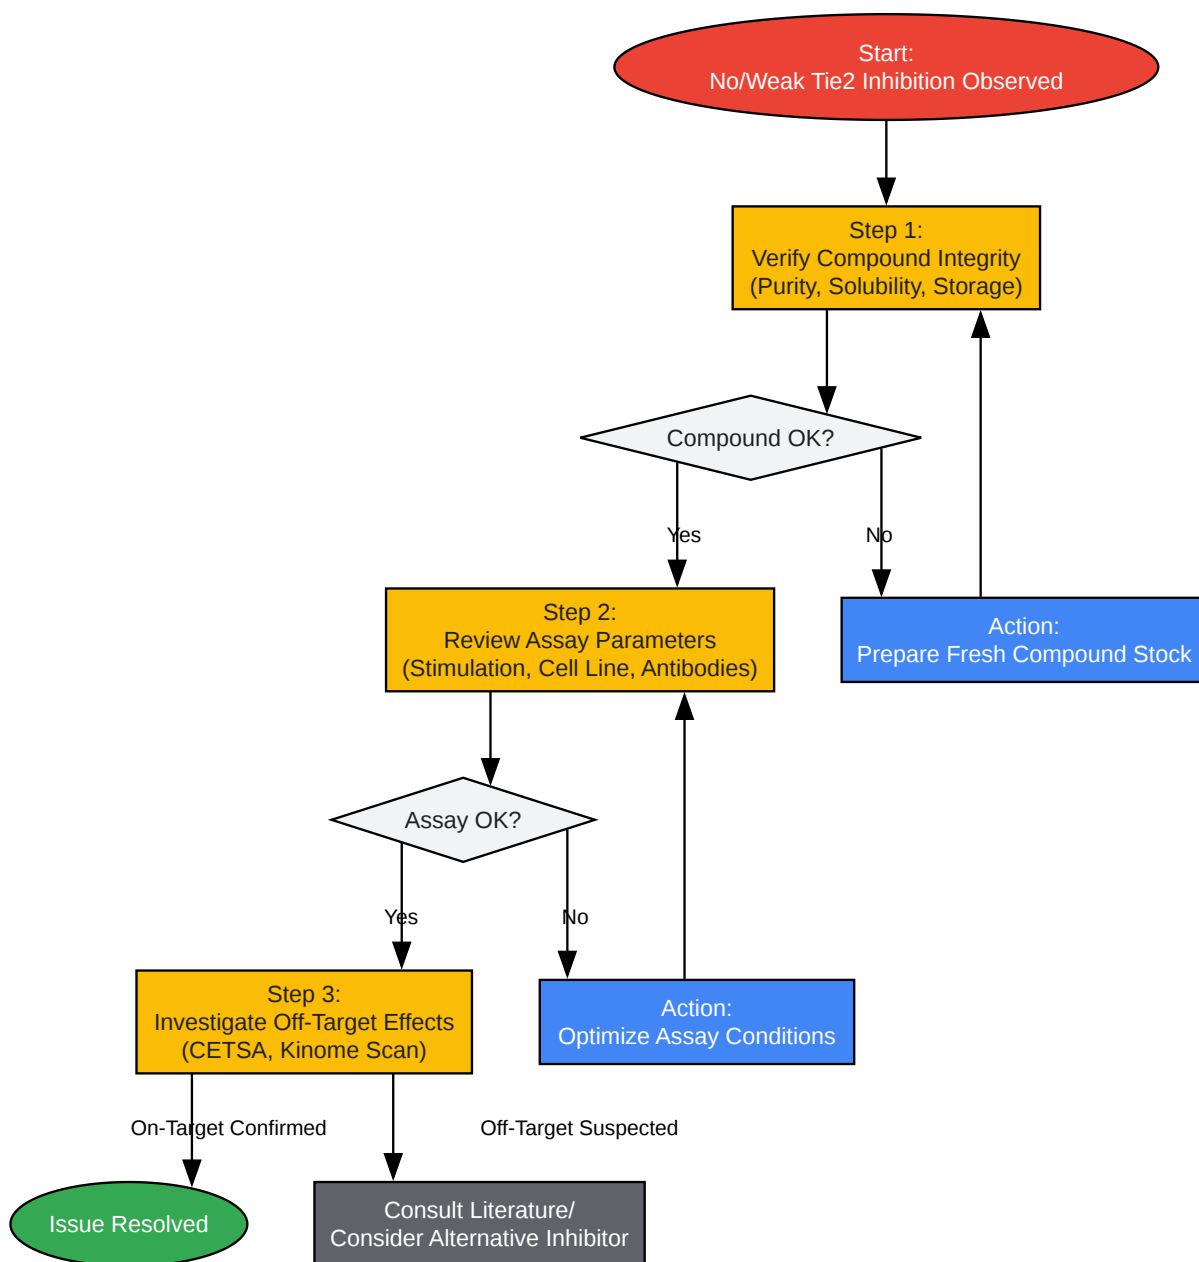 Start:
No/Weak Tie2 Inhibition Observed
Step 1:
Verify Compound Integrity
(Purity, Solubility, Storage)
Compound OK?
Yes
No
Step 2:
Review Assay Parameters
(Stimulation, Cell Line, Antibodies)
Action:
Prepare Fresh Compound Stock
Assay OK?
Yes
No
Step 3:
Investigate Off-Target Effects
(CETSA, Kinome Scan)
Action:
Optimize Assay Conditions
On-Target Confirmed
Off-Target Suspected
Issue Resolved
Consult Literature/
Consider Alternative Inhibitor